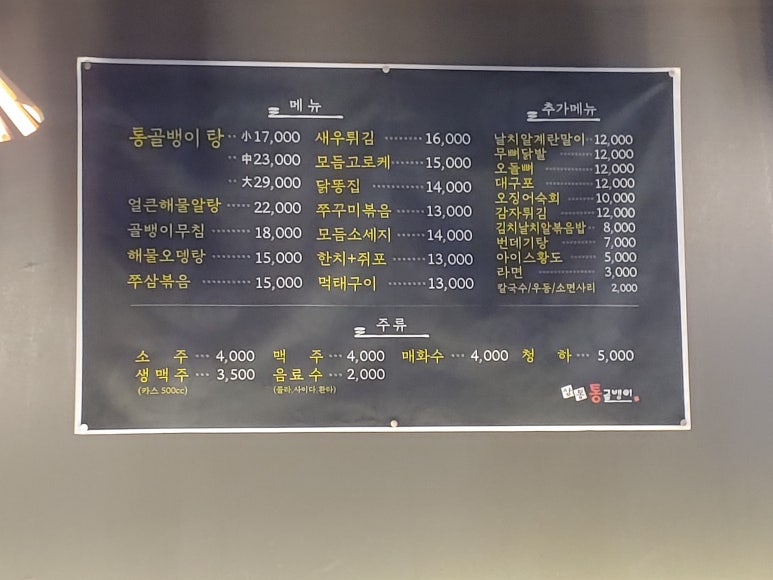 메뉴
통골뱅이 탕 ·· 小 17,000
·· 中 23,000
·· 大 29,000
얼큰해물알탕 ····· 22,000
골뱅이무침 ······· 18,000
해물오뎅탕 ······· 15,000
쭈삼볶음 ········ 15,000
새우튀김 ········ 16,000
모듬고로케 ······ 15,000
닭똥집 ········· 14,000
쭈꾸미볶음 ······ 13,000
모듬소세지 ······ 14,000
한치+쥐포 ······· 13,000
먹태구이 ········ 13,000
추가메뉴
날치알계란말이 ·· 12,000
무뼈닭발 ········ 12,000
오돌뼈 ········· 12,000
대구포 ········· 12,000
오징어숙회 ······ 10,000
감자튀김 ········ 12,000
김치날치알볶음밥 ·· 8,000
번데기탕 ········ 7,000
아이스황도 ······ 5,000
라면 ·········· 3,000
칼국수/우동/소면사리 2,000
주류
소 주 ··· 4,000 맥 주 ··· 4,000 매화수 ··· 4,000 청 하 ··· 5,000
생맥주 ··· 3,500 음료수 ··· 2,000
(카스 500cc) (콜라,사이다,환타)
통골뱅이